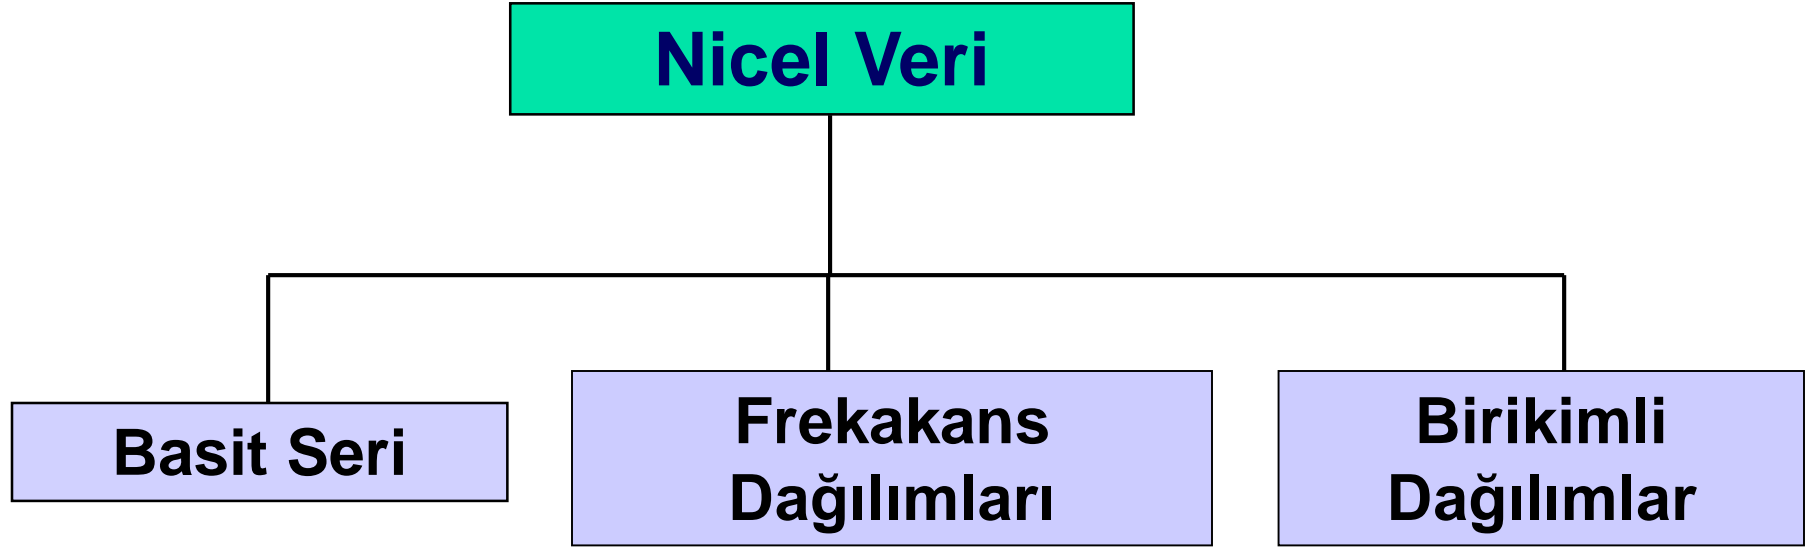 Nicel Veri
Basit Seri
Frekakans
Dağılımları
Birikimli
Dağılımlar